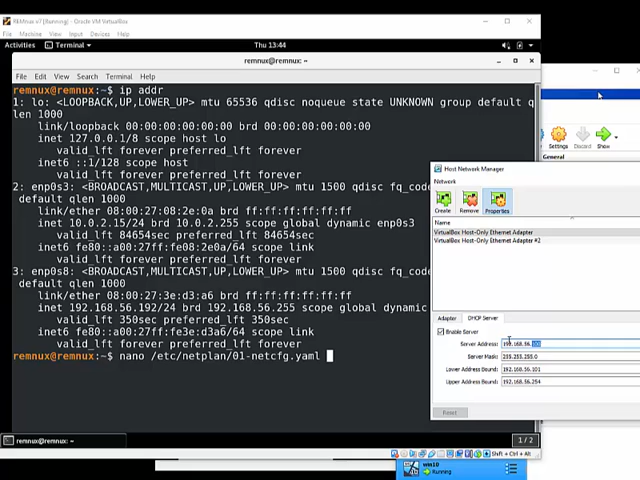 RMnux v7 [Running] - Oracle VM VirtualBox
File Machine View Input Devices Help
Activities Terminal Thu 13:44
remnux@remnux: ~
File Edit View Search Terminal Help
remnux@remnux:~$ ip addr
1: lo: <LOOPBACK,UP,LOWER_UP> mtu 65536 qdisc noqueue state UNKNOWN group default q
len 1000
link/loopback 00:00:00:00:00:00 brd 00:00:00:00:00:00
inet 127.0.0.1/8 scope host lo
valid_lft forever preferred_lft forever
inet6 ::1/128 scope host
valid_lft forever preferred_lft forever
2: enp0s3: <BROADCAST,MULTICAST,UP,LOWER_UP> mtu 1500 qdisc fq_code
default qlen 1000
link/ether 08:00:27:08:2e:0a brd ff:ff:ff:ff:ff:ff
inet 10.0.2.15/24 brd 10.0.2.255 scope global dynamic enp0s3
valid_lft 84654sec preferred_lft 84654sec
inet6 fe80::a00:27ff:fe08:2e0a/64 scope link
valid_lft forever preferred_lft forever
3: enp0s8: <BROADCAST,MULTICAST,UP,LOWER_UP> mtu 1500 qdisc fq_code
default qlen 1000
link/ether 08:00:27:3e:d3:a6 brd ff:ff:ff:ff:ff:ff
inet 192.168.56.192/24 brd 192.168.56.255 scope global dynamic
valid_lft 350sec preferred_lft 350sec
inet6 fe80::a00:27ff:fe3e:d3a6/64 scope link
valid_lft forever preferred_lft forever
remnux@remnux:~$ nano /etc/netplan/01-netcfg.yaml
remnux@remnux: ~
1 / 2
Shift + Ctrl + Alt
Settings Discard Show
General
Host Network Manager
Network
Create Remove Properties
Name
VirtualBox Host-Only Ethernet Adapter
VirtualBox Host-Only Ethernet Adapter #2
Adapter DHCP Server
Enable Server
Server Address: 192.168.56.100
Server Mask: 255.255.255.0
Lower Address Bound: 192.168.56.101
Upper Address Bound: 192.168.56.254
Reset
win10
Running